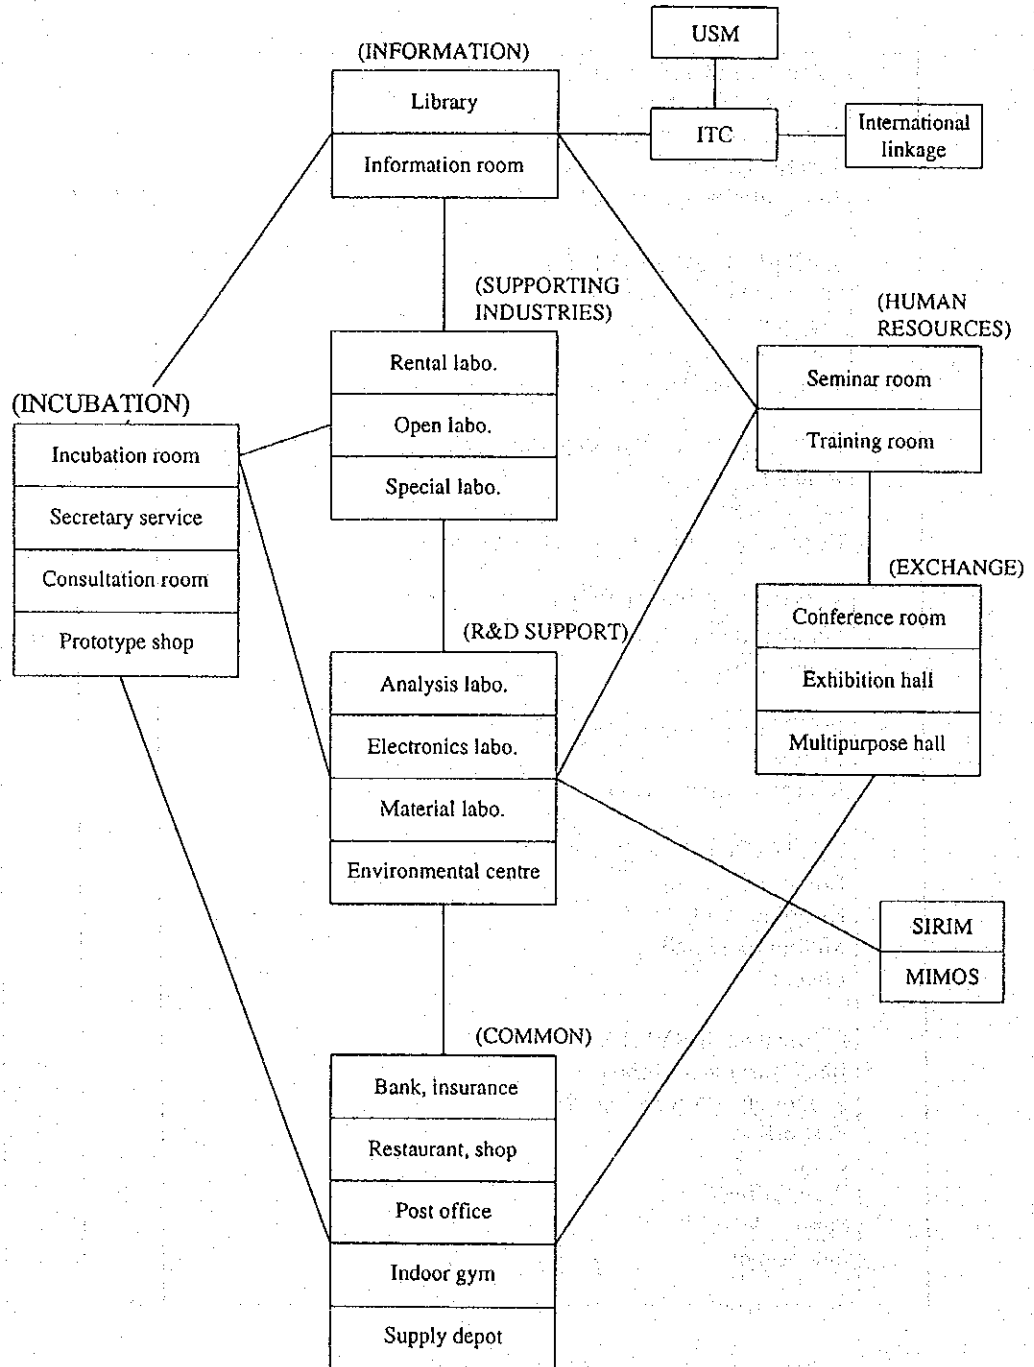 USM
(INFORMATION)
Library
ITC
International
linkage
Information room
(SUPPORTING
INDUSTRIES)
(HUMAN
RESOURCES)
Rental labo.
Seminar room
(INCUBATION)
Open labo.
Training room
Incubation room
Special labo.
Secretary service
(EXCHANGE)
Consultation room
Conference room
(R&D SUPPORT)
Prototype shop
Analysis labo.
Exhibition hall
Electronics labo.
Multipurpose hall
Material labo.
Environmental centre
SIRIM
MIMOS
(COMMON)
Bank, insurance
Restaurant, shop
Post office
Indoor gym
Supply depot